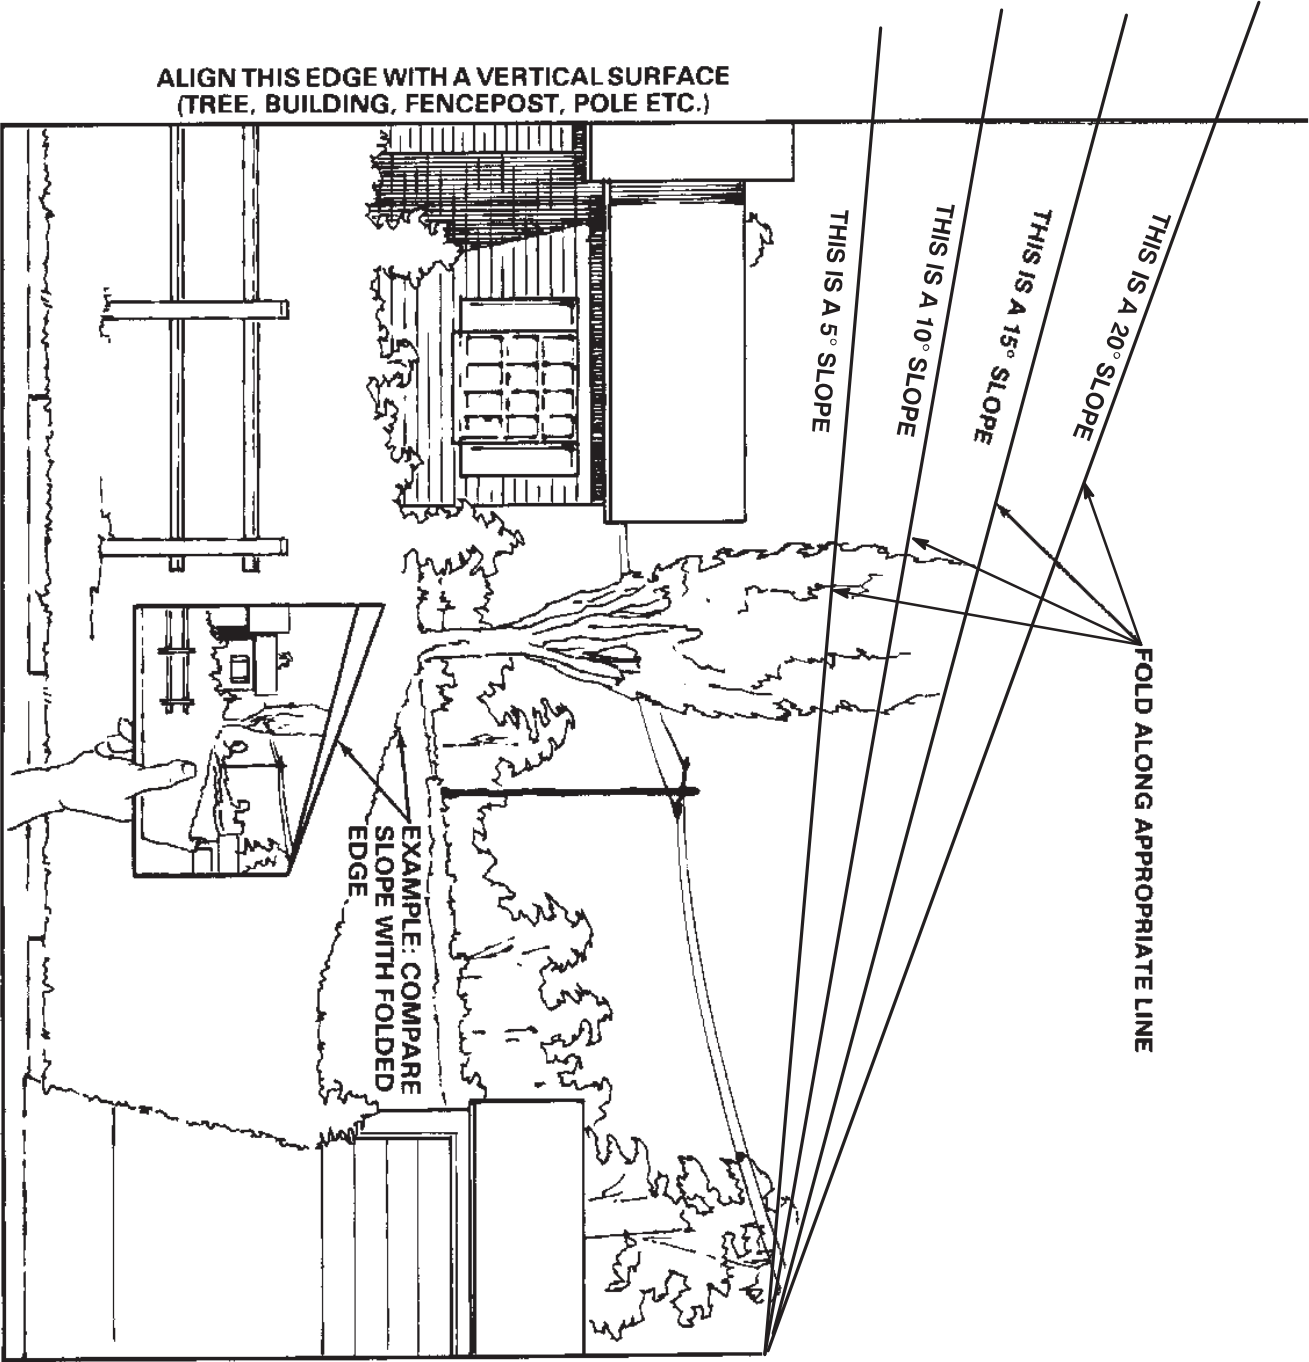 ALIGN THIS EDGE WITH A VERTICAL SURFACE
(TREE, BUILDING, FENCEPOST, POLE ETC.)
THIS IS A 5° SLOPE
THIS IS A 10° SLOPE
THIS IS A 15° SLOPE
THIS IS A 20° SLOPE
FOLD ALONG APPROPRIATE LINE
EXAMPLE: COMPARE
SLOPE WITH FOLDED
EDGE